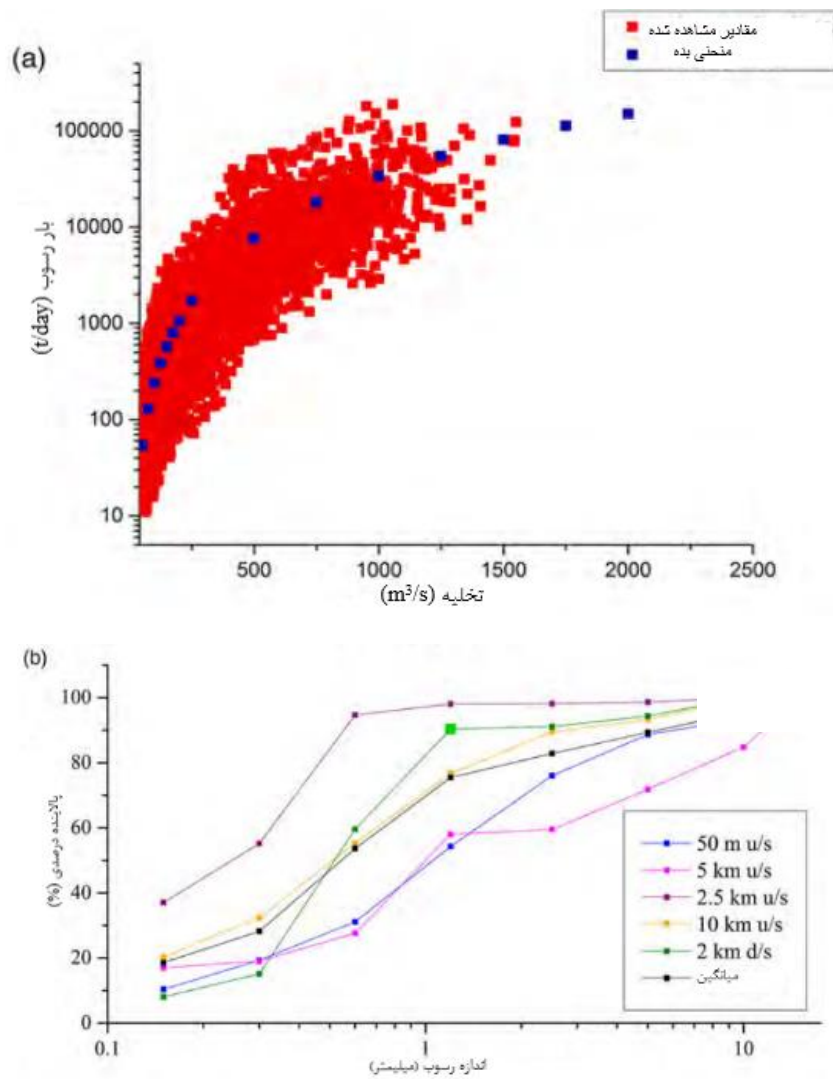 مقادیر مشاهده شده
منحنی بده
(a)
100000
10000
1000
100
10
بار رسوب (t/day)
500
1000
1500
2000
2500
تخلیه (m³/s)
(b)
100
80
60
40
20
0
پالاینده درصدی (%)
50 m u/s
5 km u/s
2.5 km u/s
10 km u/s
2 km d/s
میانگین
0.1
1
10
اندازه رسوب (میلیمتر)